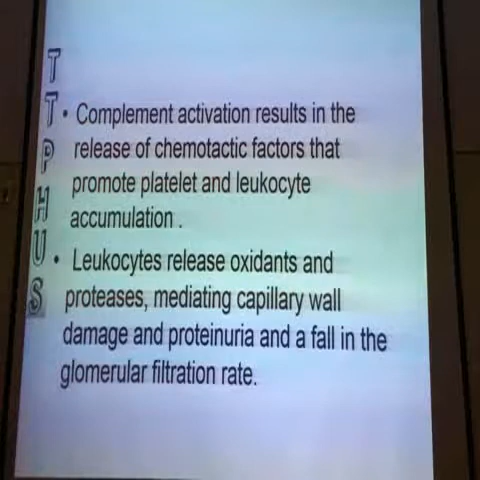 T
T
P
H
U
S
• Complement activation results in the
release of chemotactic factors that
promote platelet and leukocyte
accumulation .
• Leukocytes release oxidants and
proteases, mediating capillary wall
damage and proteinuria and a fall in the
glomerular filtration rate.